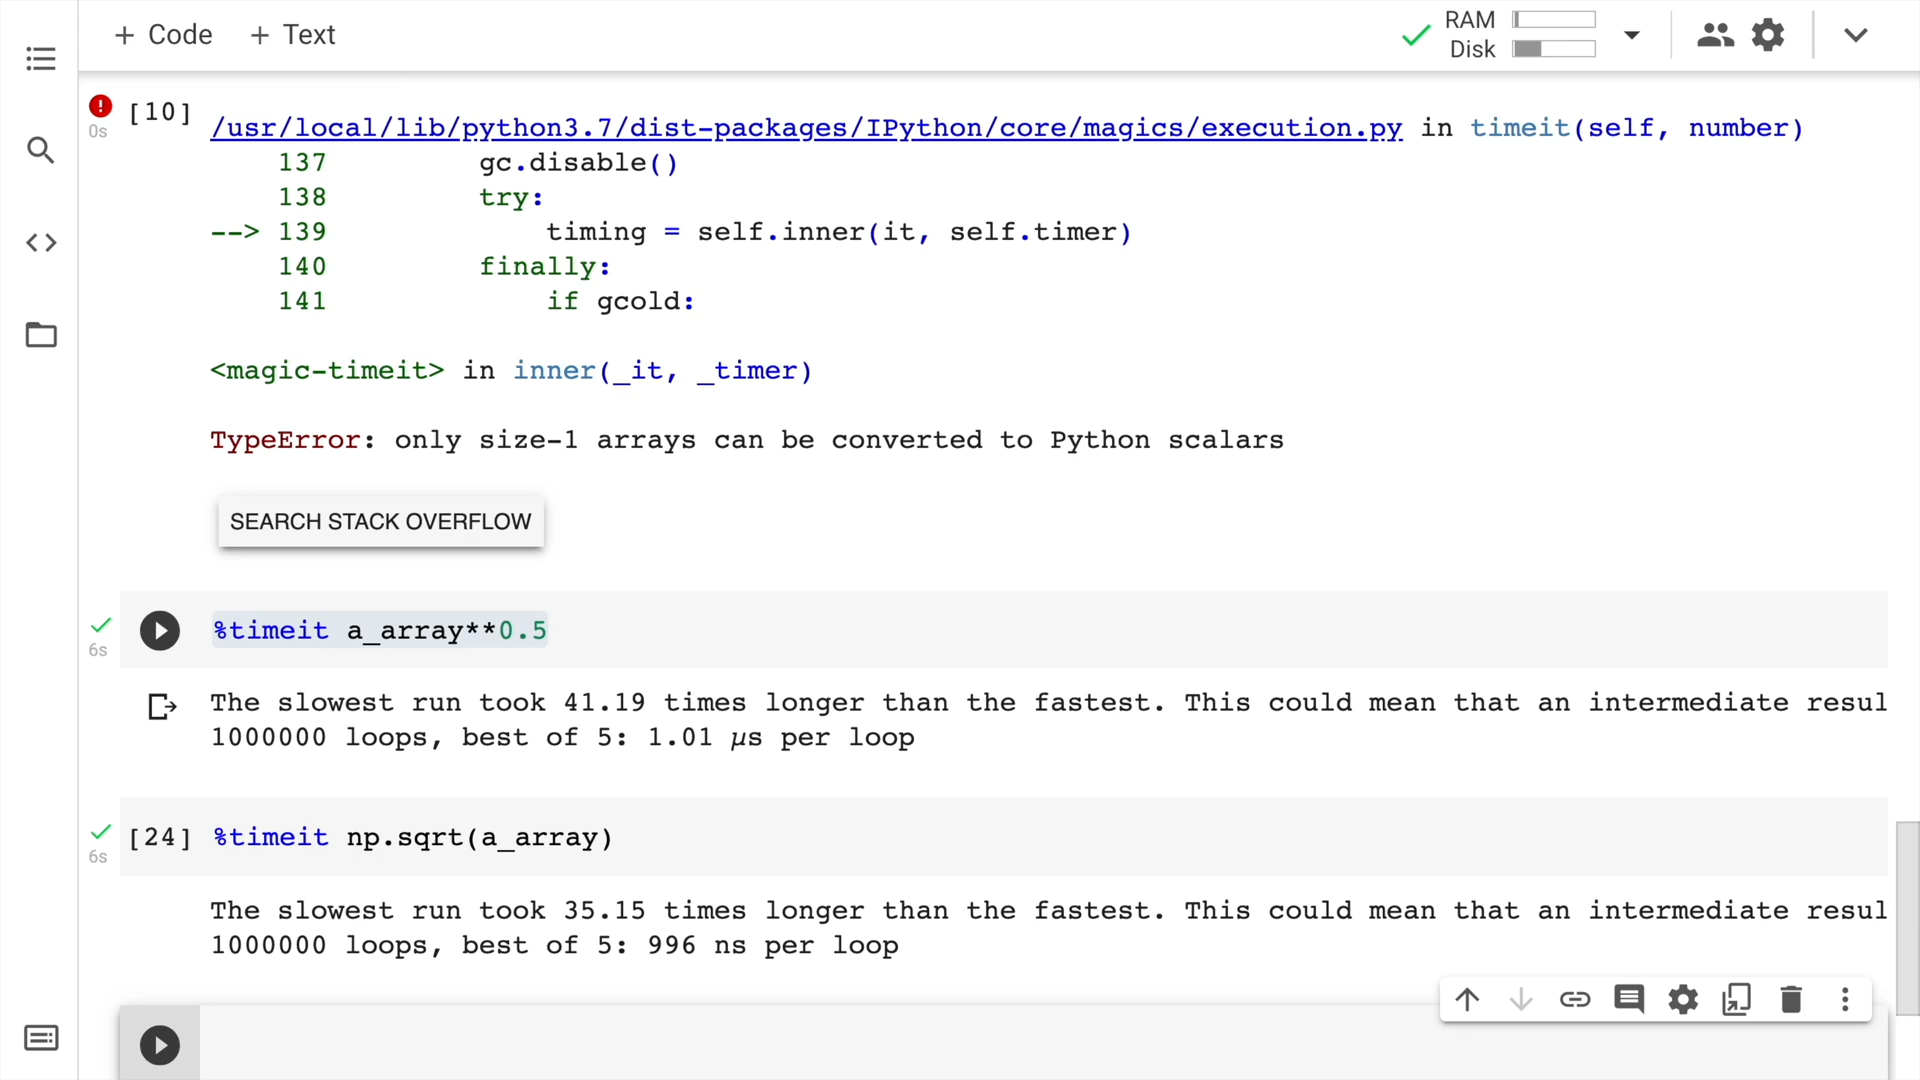 + Code + Text
RAM
Disk
[10]
0s
/usr/local/lib/python3.7/dist-packages/IPython/core/magics/execution.py in timeit(self, number)
137 gc.disable()
138 try:
--> 139 timing = self.inner(it, self.timer)
140 finally:
141 if gcold:
<magic-timeit> in inner(_it, _timer)
TypeError: only size-1 arrays can be converted to Python scalars
SEARCH STACK OVERFLOW
%timeit a_array**0.5
6s
The slowest run took 41.19 times longer than the fastest. This could mean that an intermediate resul
1000000 loops, best of 5: 1.01 µs per loop
[24] %timeit np.sqrt(a_array)
6s
The slowest run took 35.15 times longer than the fastest. This could mean that an intermediate resul
1000000 loops, best of 5: 996 ns per loop